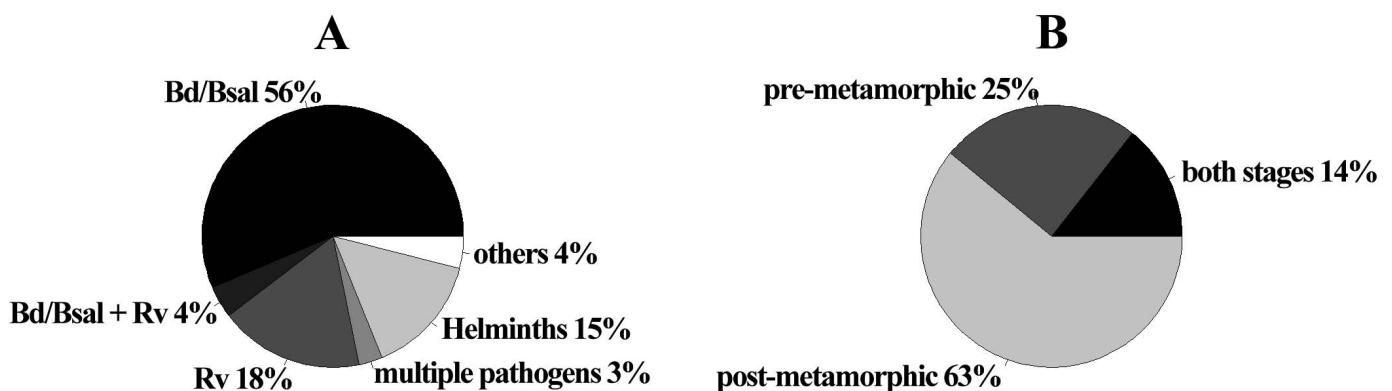 A
Bd/Bsal 56%
others 4%
Bd/Bsal + Rv 4%
Helminths 15%
Rv 18%
multiple pathogens 3%
B
pre-metamorphic 25%
both stages 14%
post-metamorphic 63%